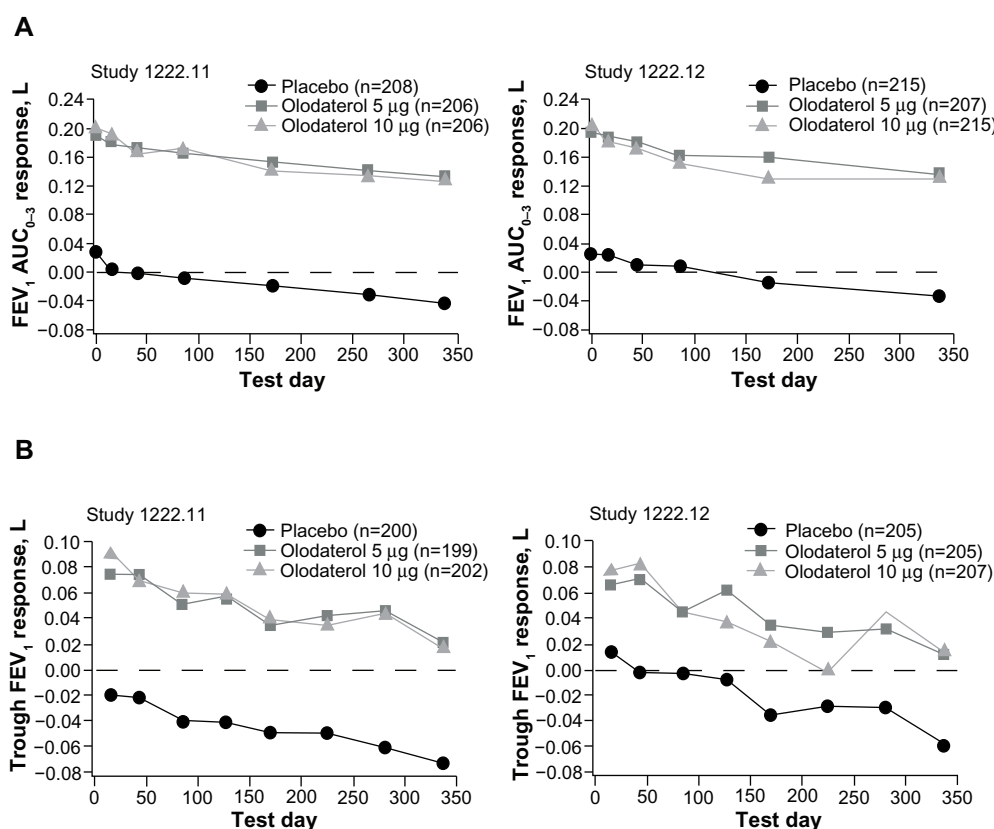 A
Study 1222.11
Placebo (n=208)
Olodaterol 5 µg (n=206)
Olodaterol 10 µg (n=206)
FEV₁ AUC₀₋₃ response, L
0.24
0.20
0.16
0.12
0.04
0.00
−0.04
−0.08
0 50 100 150 200 250 300 350
Test day
Study 1222.12
Placebo (n=215)
Olodaterol 5 µg (n=207)
Olodaterol 10 µg (n=215)
FEV₁ AUC₀₋₃ response, L
0.24
0.20
0.16
0.12
0.04
0.00
−0.04
−0.08
0 50 100 150 200 250 300 350
Test day
B
Study 1222.11
Placebo (n=200)
Olodaterol 5 µg (n=199)
Olodaterol 10 µg (n=202)
Trough FEV₁ response, L
0.10
0.08
0.06
0.04
0.02
0.00
−0.02
−0.04
−0.06
−0.08
0 50 100 150 200 250 300 350
Test day
Study 1222.12
Placebo (n=205)
Olodaterol 5 µg (n=205)
Olodaterol 10 µg (n=207)
Trough FEV₁ response, L
0.10
0.08
0.06
0.04
0.02
0.00
−0.02
−0.04
−0.06
−0.08
0 50 100 150 200 250 300 350
Test day